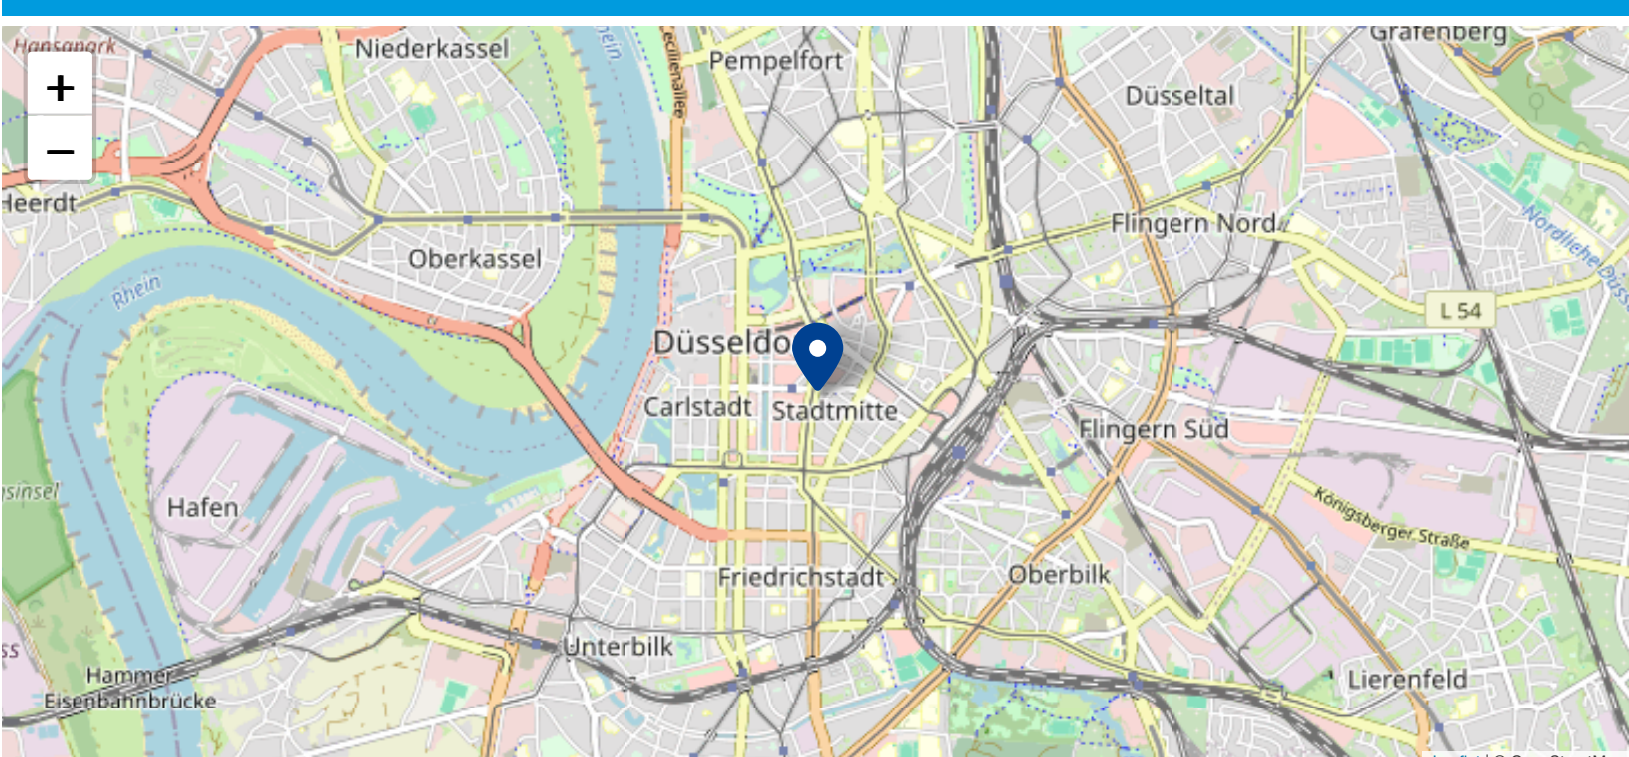 Hansapark
Niederkassel
Pempelfort
Grafenberg
+
Cecilienallee
Düsseltal
−
Heerdt
Flingern Nord
Oberkassel
Rhein
L 54
Carlstadt
Stadtmitte
Flingern Süd
Hafen
Königsberger Straße
Friedrichstadt
Oberbilk
Unterbilk
Hammer
Eisenbahnbrücke
Lierenfeld